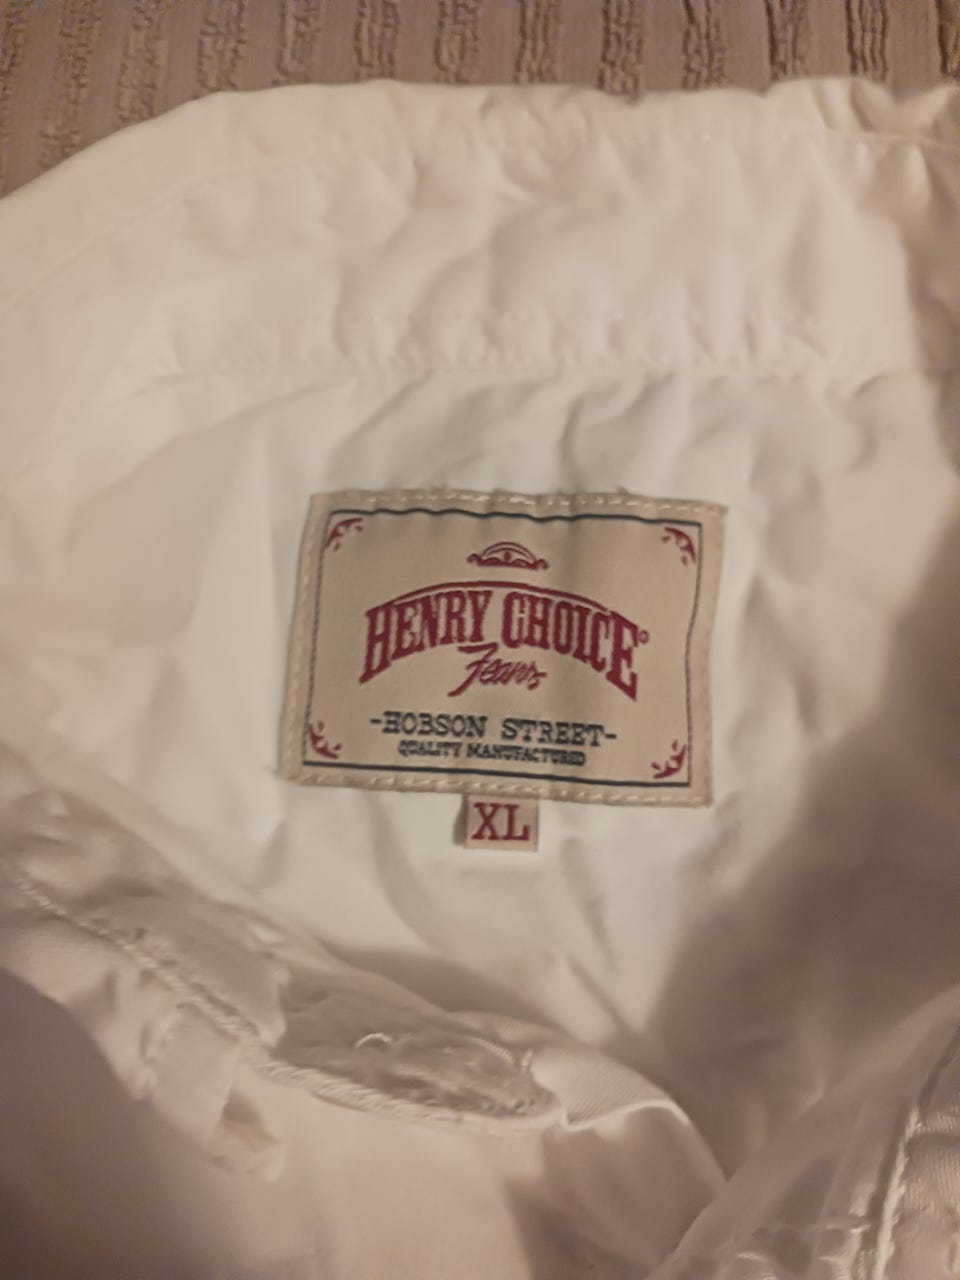 HENRY CHOICE®
Jeans
-HOBSON STREET-
QUALITY MANUFACTURED
XL